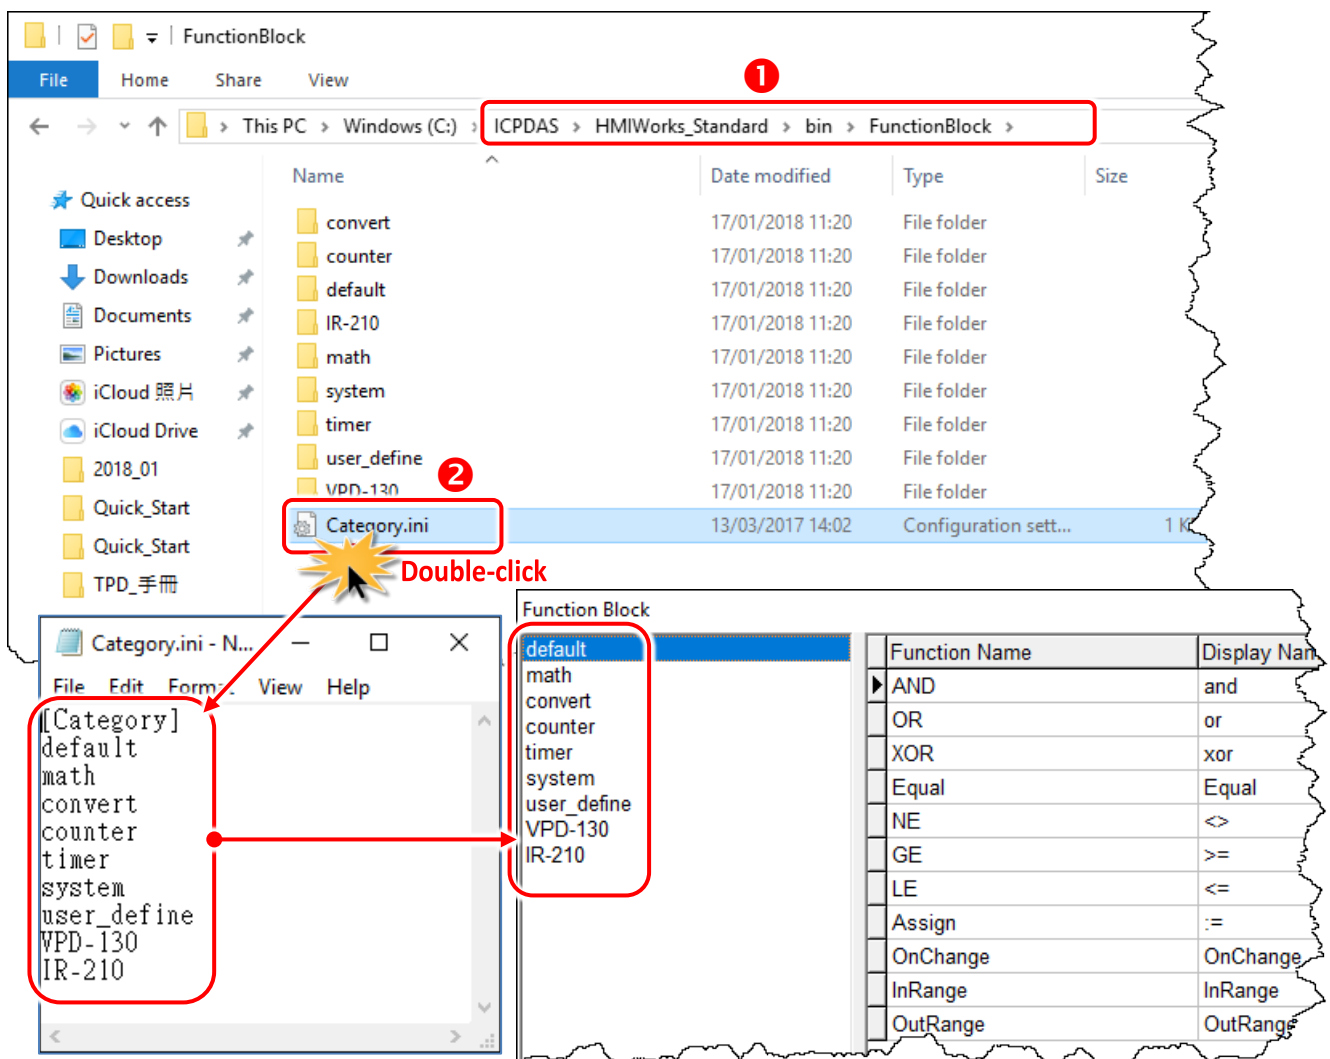 FunctionBlock
File Home Share View
❶
This PC > Windows (C:) > ICPDAS > HMIWorks_Standard > bin > FunctionBlock >
Name Date modified Type Size
Quick access
Desktop
Downloads
Documents
Pictures
iCloud 照片
iCloud Drive
2018_01
Quick_Start
Quick_Start
TPD_手冊
convert 17/01/2018 11:20 File folder
counter 17/01/2018 11:20 File folder
default 17/01/2018 11:20 File folder
IR-210 17/01/2018 11:20 File folder
math 17/01/2018 11:20 File folder
system 17/01/2018 11:20 File folder
timer 17/01/2018 11:20 File folder
user_define 17/01/2018 11:20 File folder
❷
VPD-130 17/01/2018 11:20 File folder
Category.ini 13/03/2017 14:02 Configuration sett... 1 K
Double-click
Category.ini - N...
File Edit Format View Help
[Category]
default
math
convert
counter
timer
system
user_define
VPD-130
IR-210
Function Block
default
math
convert
counter
timer
system
user_define
VPD-130
IR-210
Function Name Display Nam
AND and
OR or
XOR xor
Equal Equal
NE <>
GE >=
LE <=
Assign :=
OnChange OnChange
InRange InRange
OutRange OutRange